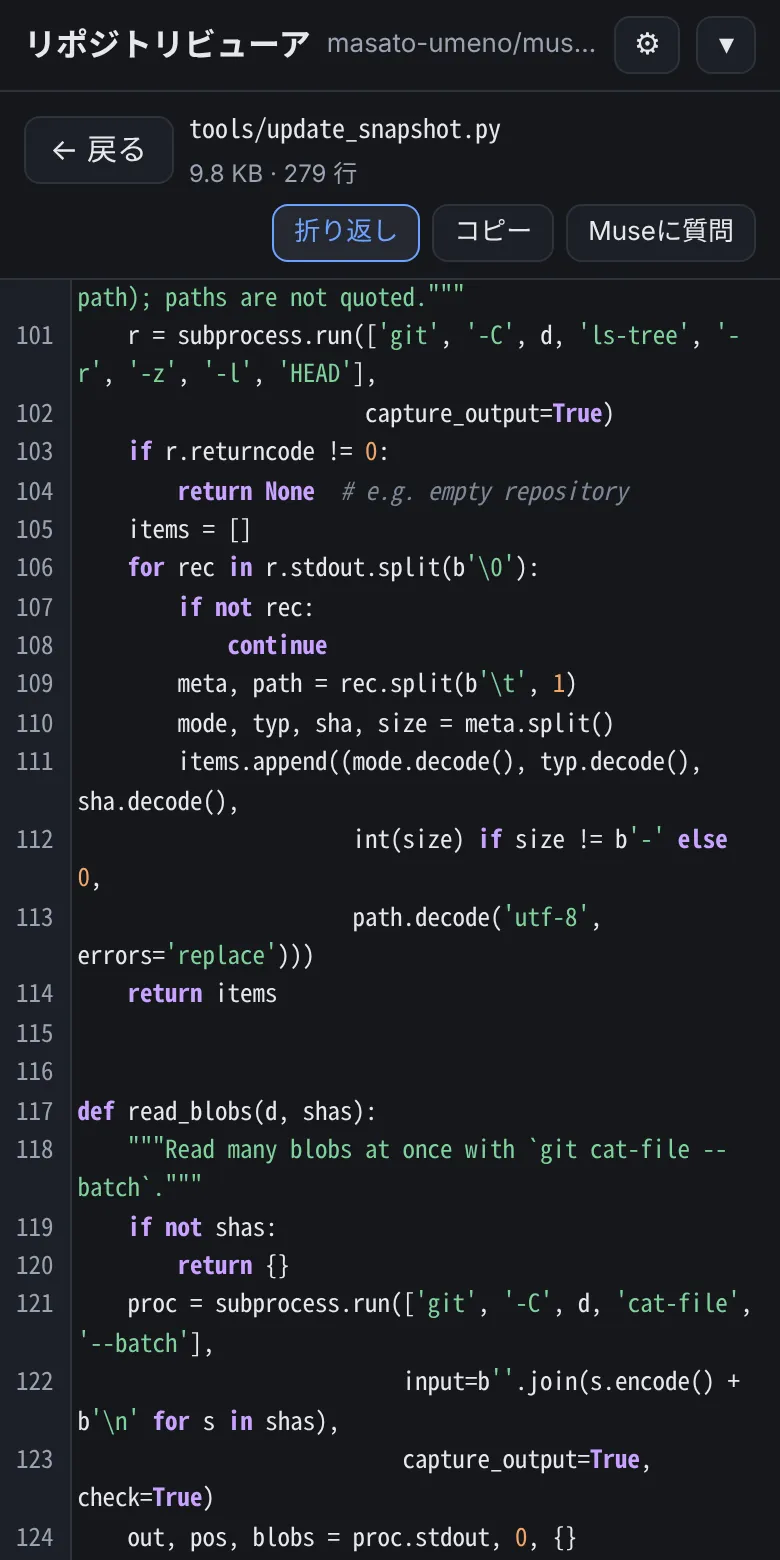 リポジトリビューア masato-umeno/mus... ⚙ ▼
← 戻る tools/update_snapshot.py
9.8 KB · 279 行
折り返し コピー Museに質問
path); paths are not quoted."""
101     r = subprocess.run(['git', '-C', d, 'ls-tree', '-
r', '-z', '-l', 'HEAD'],
102                        capture_output=True)
103     if r.returncode != 0:
104         return None  # e.g. empty repository
105     items = []
106     for rec in r.stdout.split(b'\0'):
107         if not rec:
108             continue
109         meta, path = rec.split(b'\t', 1)
110         mode, typ, sha, size = meta.split()
111         items.append((mode.decode(), typ.decode(),
sha.decode(),
112                       int(size) if size != b'-' else
0,
113                       path.decode('utf-8',
errors='replace')))
114     return items
115
116
117 def read_blobs(d, shas):
118     """Read many blobs at once with `git cat-file --
batch`."""
119     if not shas:
120         return {}
121     proc = subprocess.run(['git', '-C', d, 'cat-file',
'--batch'],
122                           input=b''.join(s.encode() +
b'\n' for s in shas),
123                           capture_output=True,
check=True)
124     out, pos, blobs = proc.stdout, 0, {}